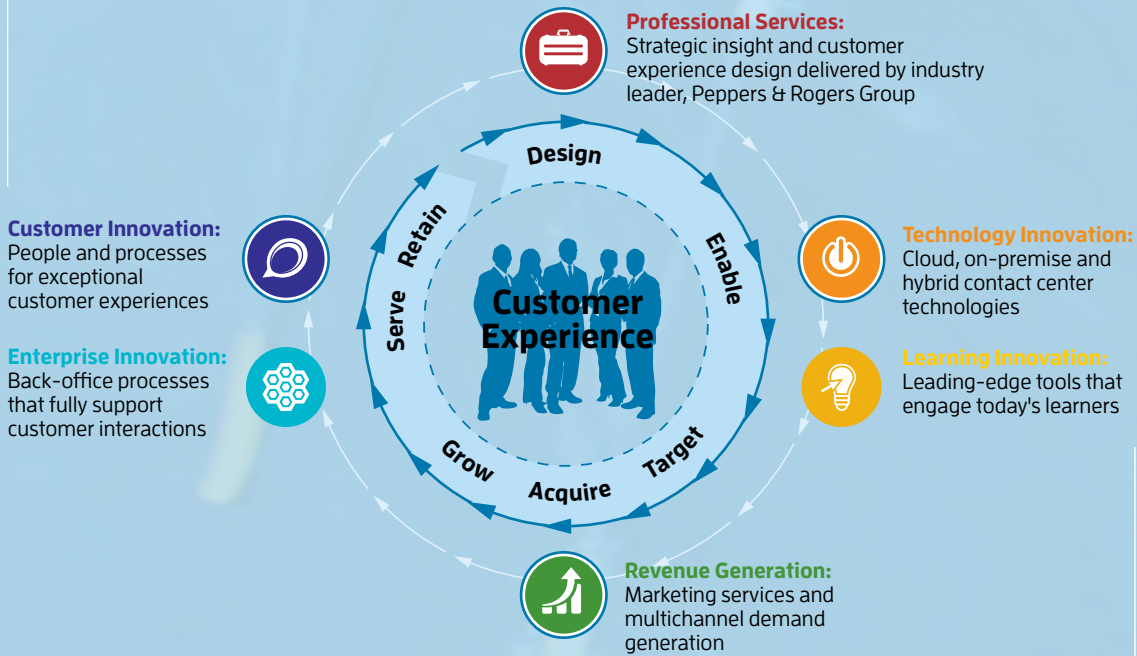 Professional Services:
Strategic insight and customer
experience design delivered by industry
leader, Peppers & Rogers Group
Design
Enable
Target
Acquire
Grow
Serve
Retain
Customer
Experience
Customer Innovation:
People and processes
for exceptional
customer experiences
Enterprise Innovation:
Back-office processes
that fully support
customer interactions
Technology Innovation:
Cloud, on-premise and
hybrid contact center
technologies
Learning Innovation:
Leading-edge tools that
engage today's learners
Revenue Generation:
Marketing services and
multichannel demand
generation